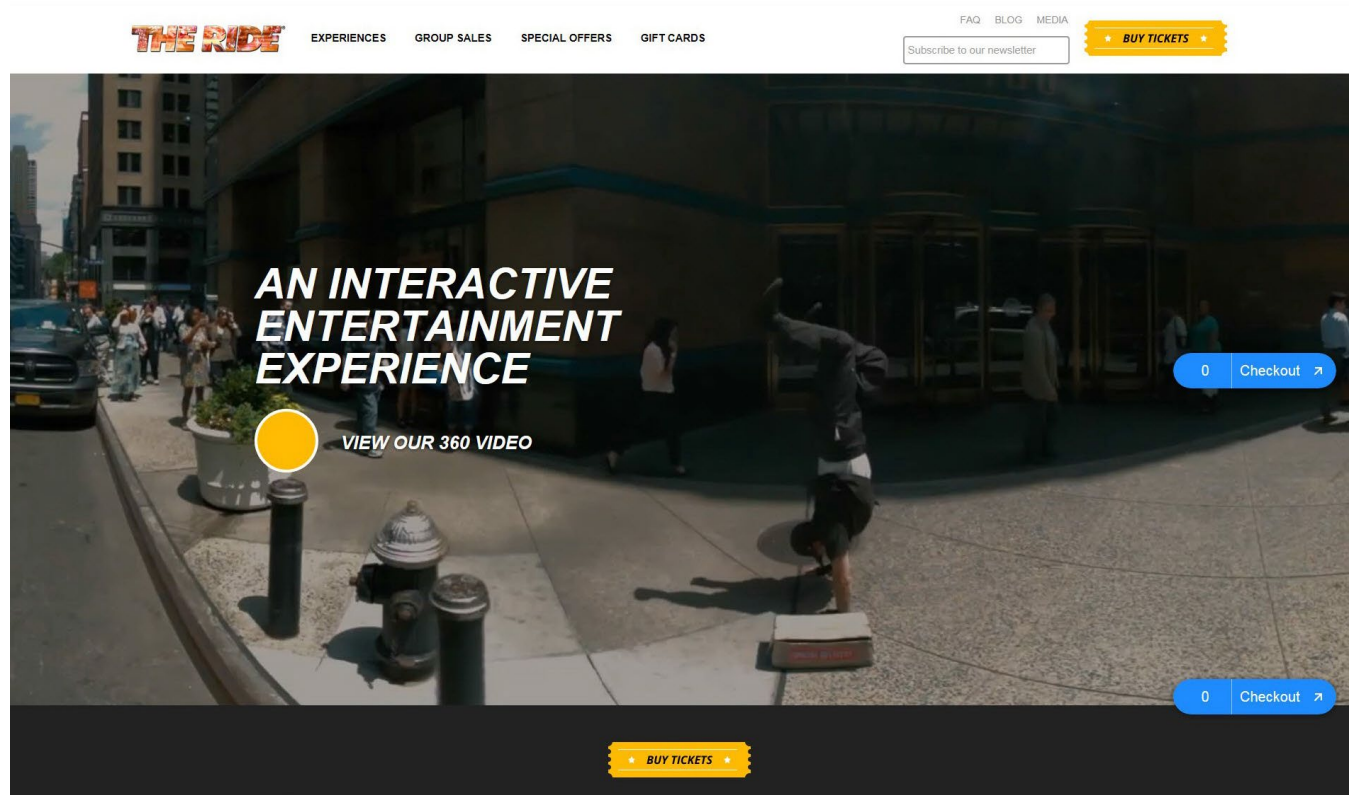 THE RIDE
EXPERIENCES
GROUP SALES
SPECIAL OFFERS
GIFT CARDS
FAQ
BLOG
MEDIA
Subscribe to our newsletter
BUY TICKETS
AN INTERACTIVE
ENTERTAINMENT
EXPERIENCE
VIEW OUR 360 VIDEO
0 Checkout
0 Checkout
BUY TICKETS